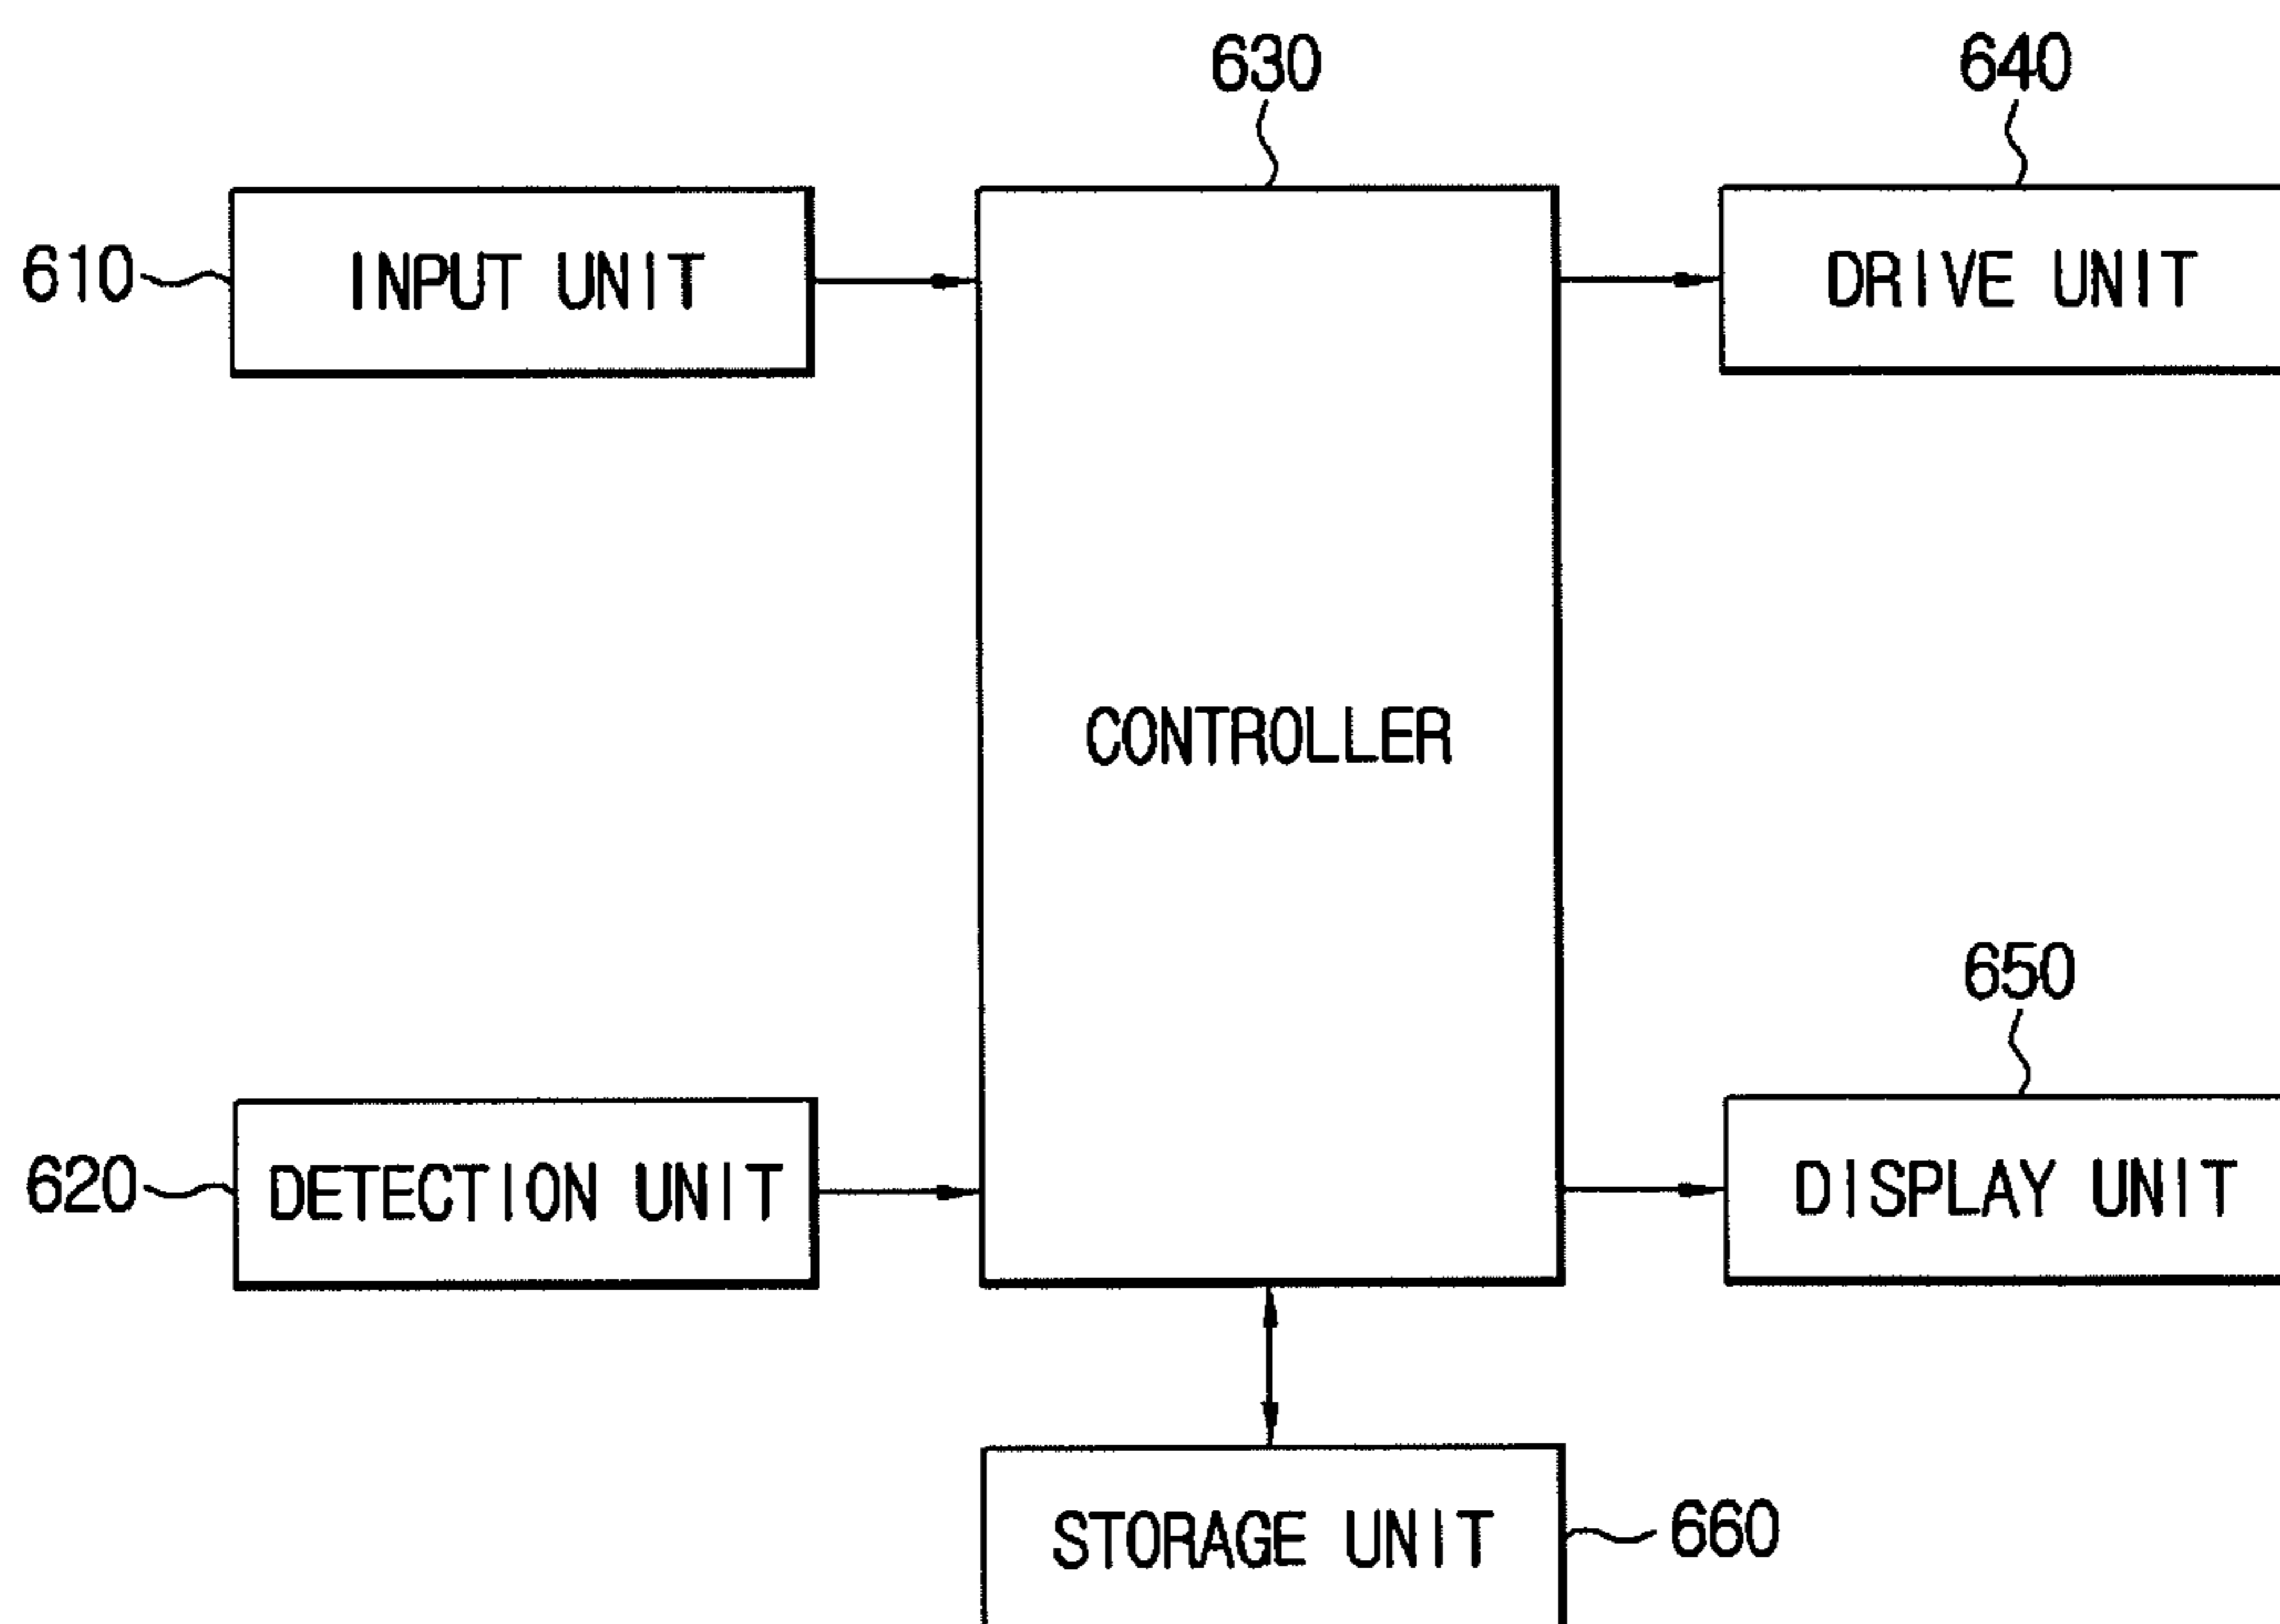 630
640
610
INPUT UNIT
DRIVE UNIT
CONTROLLER
650
620
DETECTION UNIT
DISPLAY UNIT
STORAGE UNIT
660